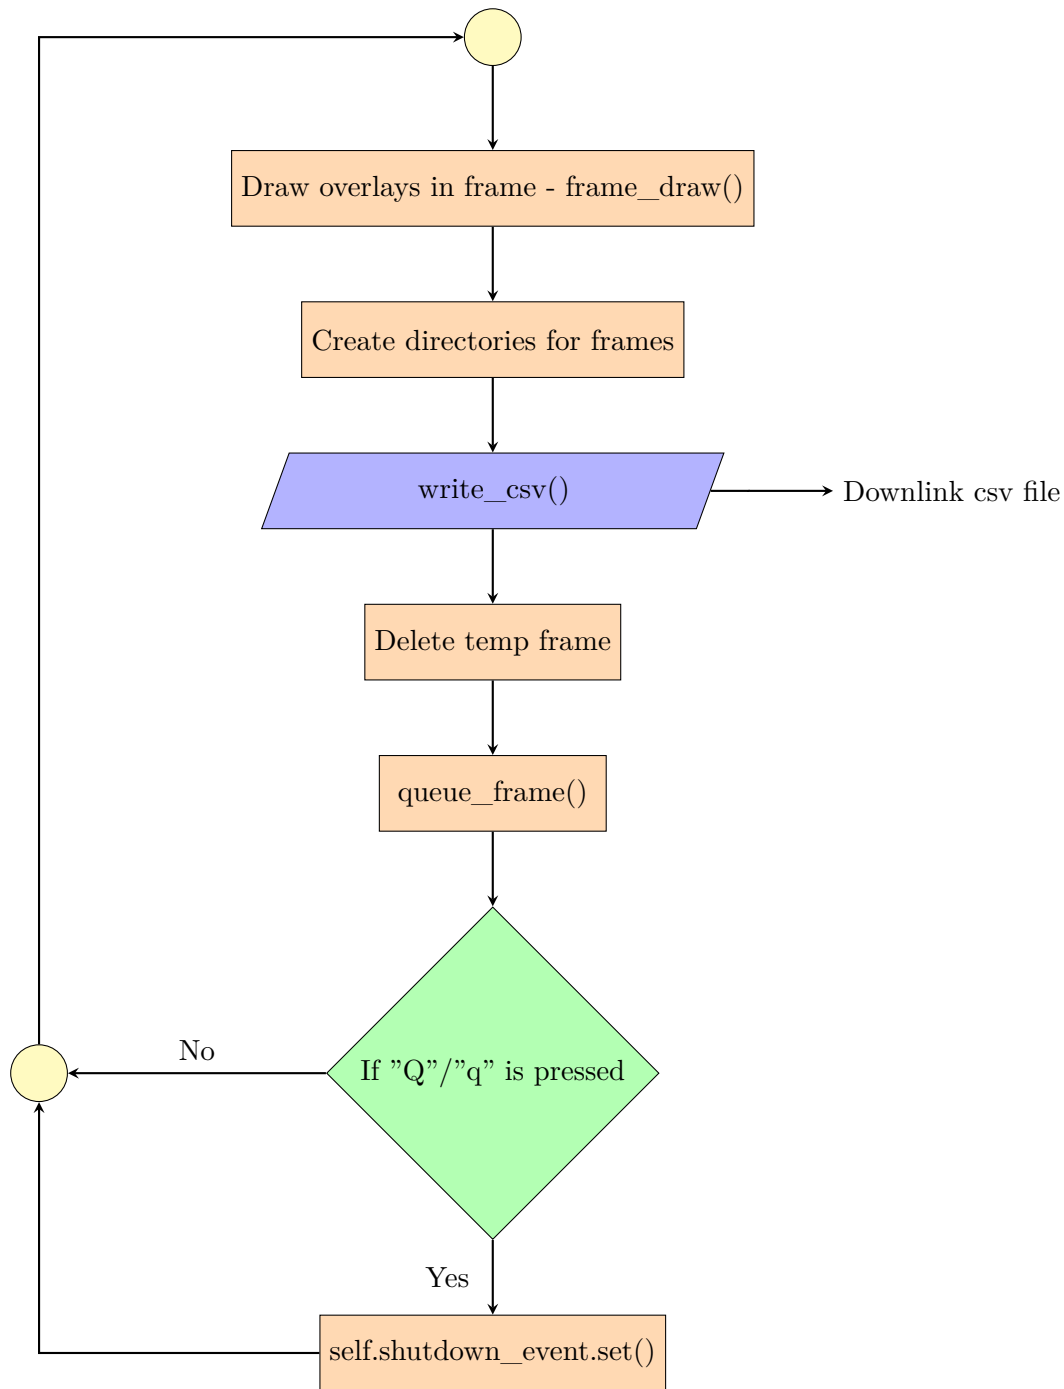 Draw overlays in frame - frame_draw()
Create directories for frames
write_csv()
Downlink csv file
Delete temp frame
queue_frame()
If ”Q”/”q” is pressed
No
Yes
self.shutdown_event.set()